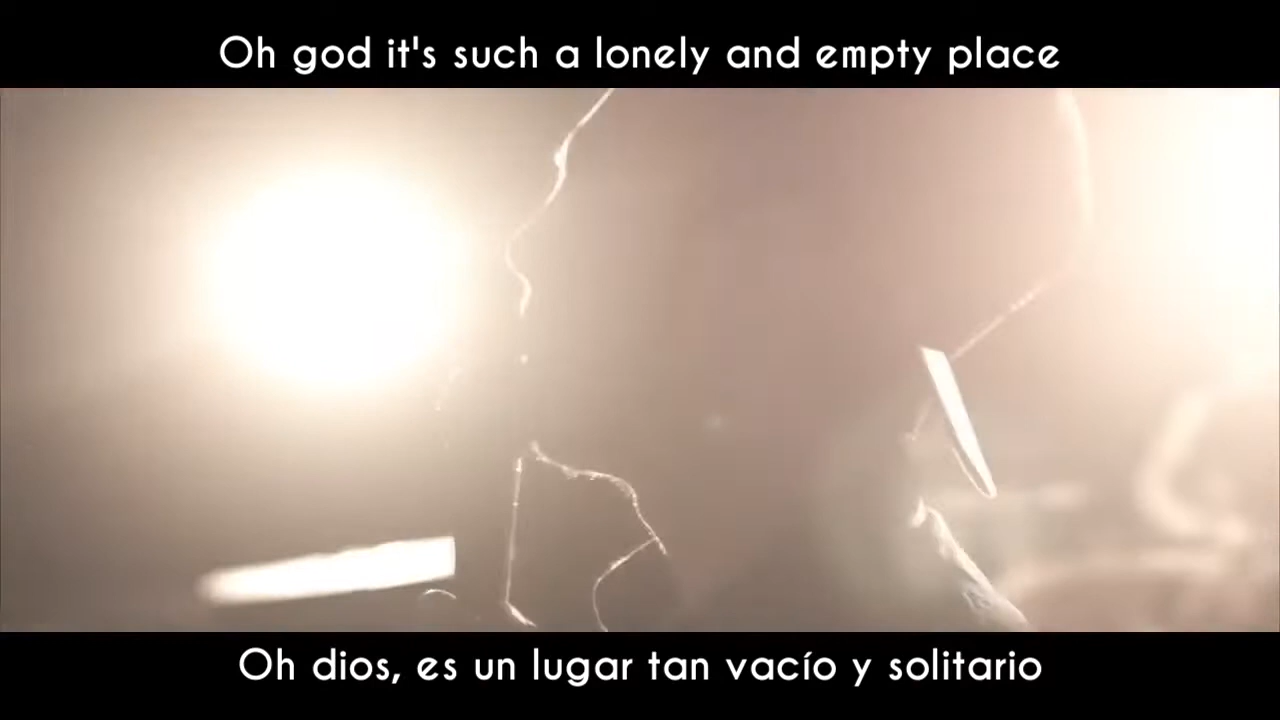 Oh god it's such a lonely and empty place
Oh dios, es un lugar tan vacío y solitario